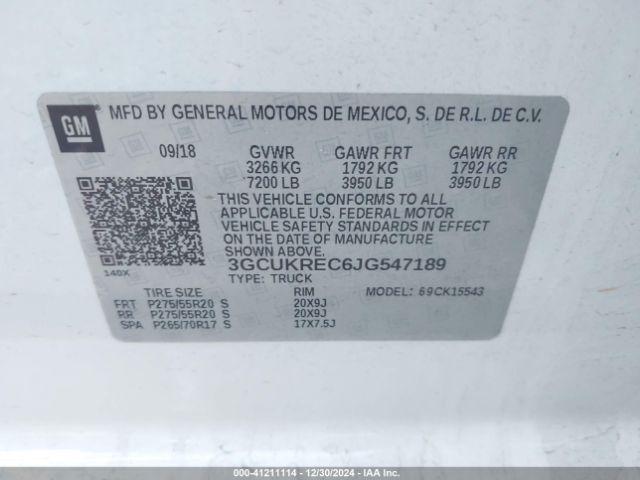 GM
MFD BY GENERAL MOTORS DE MEXICO, S. DE R.L. DE C.V.
09/18 GVWR GAWR FRT GAWR RR
3266 KG 1792 KG 1792 KG
7200 LB 3950 LB 3950 LB
THIS VEHICLE CONFORMS TO ALL
APPLICABLE U.S. FEDERAL MOTOR
VEHICLE SAFETY STANDARDS IN EFFECT
ON THE DATE OF MANUFACTURE
SHOWN ABOVE.
140X 3GCUKREC6JG547189
TYPE: TRUCK MODEL: 69CK15543
TIRE SIZE RIM
FRT P275/55R20 S 20X9J
RR P275/55R20 S 20X9J
SPA P265/70R17 S 17X7.5J
000-41211114 - 12/30/2024 - IAA Inc.